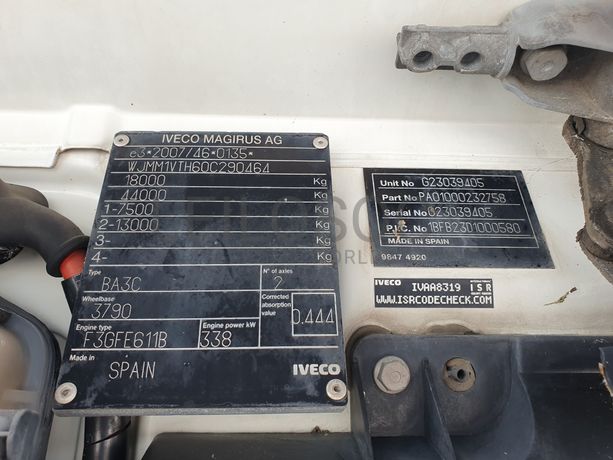 IVECO MAGIRUS AG
e3*2007/46*0135*
WJMM1VTH60C290464
18000 Kg
44000 Kg
1-7500 Kg
2-13000 Kg
3- Kg
4- Kg
Type BA3C N° of axles 2
Wheelbase 3790 Corrected absorption value 0.444
Engine type F3GFE611B Engine power kW 338
Made in SPAIN IVECO
Unit No G23039405
Part No PA01000232758
Serial No G23039405
P.I.C. No 1BFB2301000580
MADE IN SPAIN
9847 4920
IVECO IVAA8319 ISR
WWW.ISRCODECHECK.COM